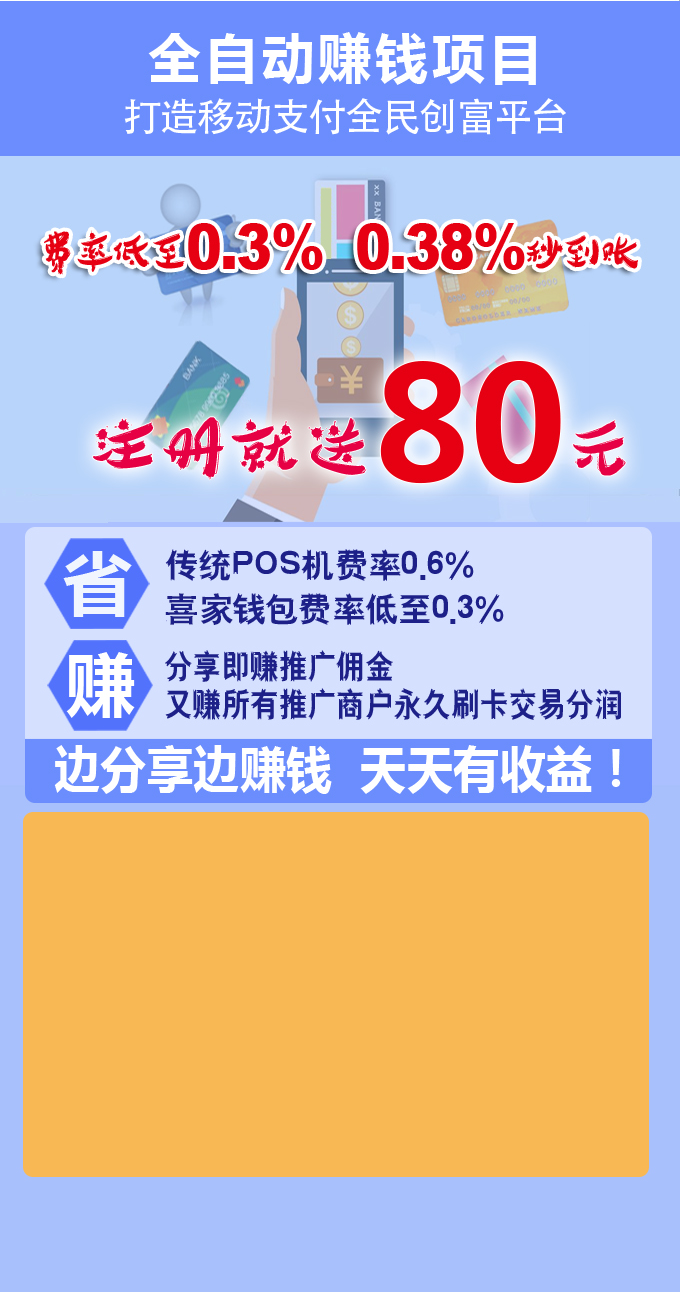 全自动赚钱项目
打造移动支付全民创富平台
费率低至0.3% 0.38%秒到账
BANK
注册就送80元
省
传统POS机费率0.6%
喜家钱包费率低至0.3%
赚
分享即赚推广佣金
又赚所有推广商户永久刷卡交易分润
边分享边赚钱 天天有收益！